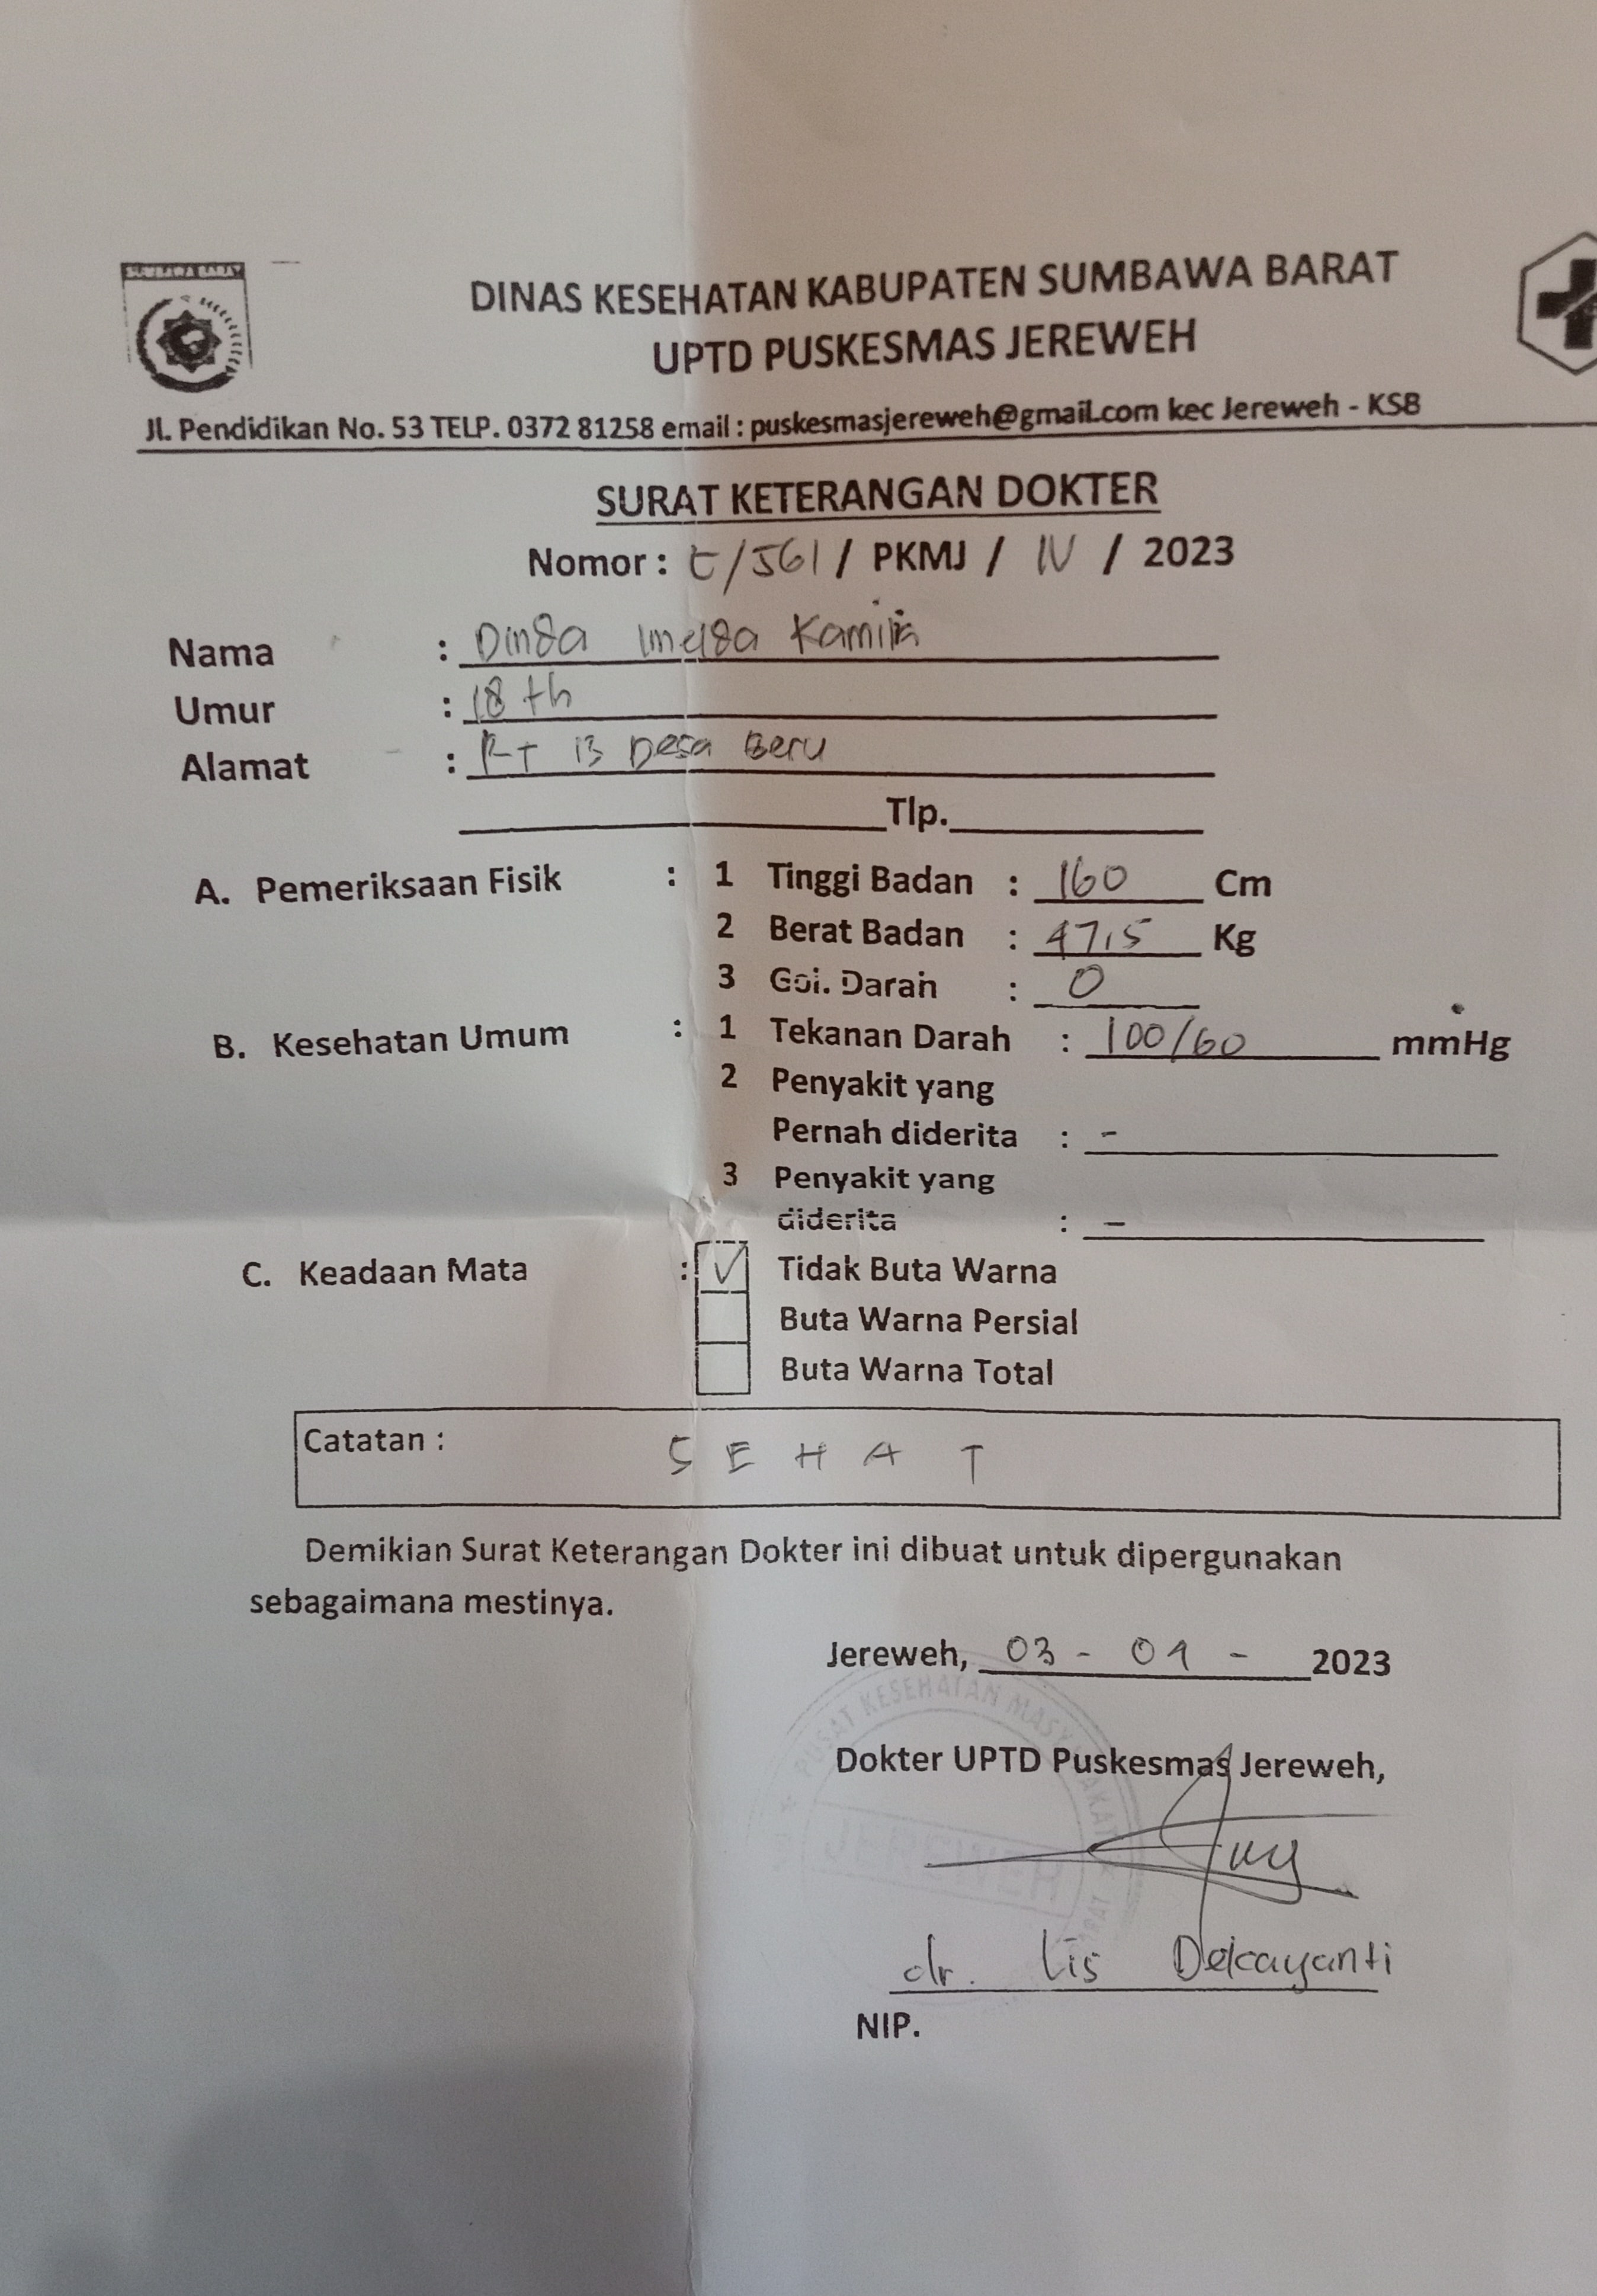 SUMBAWA BARAT
DINAS KESEHATAN KABUPATEN SUMBAWA BARAT
UPTD PUSKESMAS JEREWEH
Jl. Pendidikan No. 53 TELP. 0372 81258 email : puskesmasjereweh@gmail.com kec Jereweh - KSB
SURAT KETERANGAN DOKTER
Nomor : t/561 / PKMJ / IV / 2023
Nama : Dinda Imelda Kamilia
Umur : 18 th
Alamat : RT 13 Desa Beru
Tlp.
A. Pemeriksaan Fisik : 1 Tinggi Badan : 160 Cm
2 Berat Badan : 47,5 Kg
3 Gol. Darah : O
B. Kesehatan Umum : 1 Tekanan Darah : 100/60 mmHg
2 Penyakit yang
Pernah diderita : -
3 Penyakit yang
diderita : -
C. Keadaan Mata : ✓ Tidak Buta Warna
Buta Warna Persial
Buta Warna Total
Catatan : S E H A T
Demikian Surat Keterangan Dokter ini dibuat untuk dipergunakan
sebagaimana mestinya.
Jereweh, 03 - 04 - 2023
PUSAT KESEHATAN MASYARAKAT
Dokter UPTD Puskesmas Jereweh,
JEREWEH
dr. Lis Dekayanti
NIP.